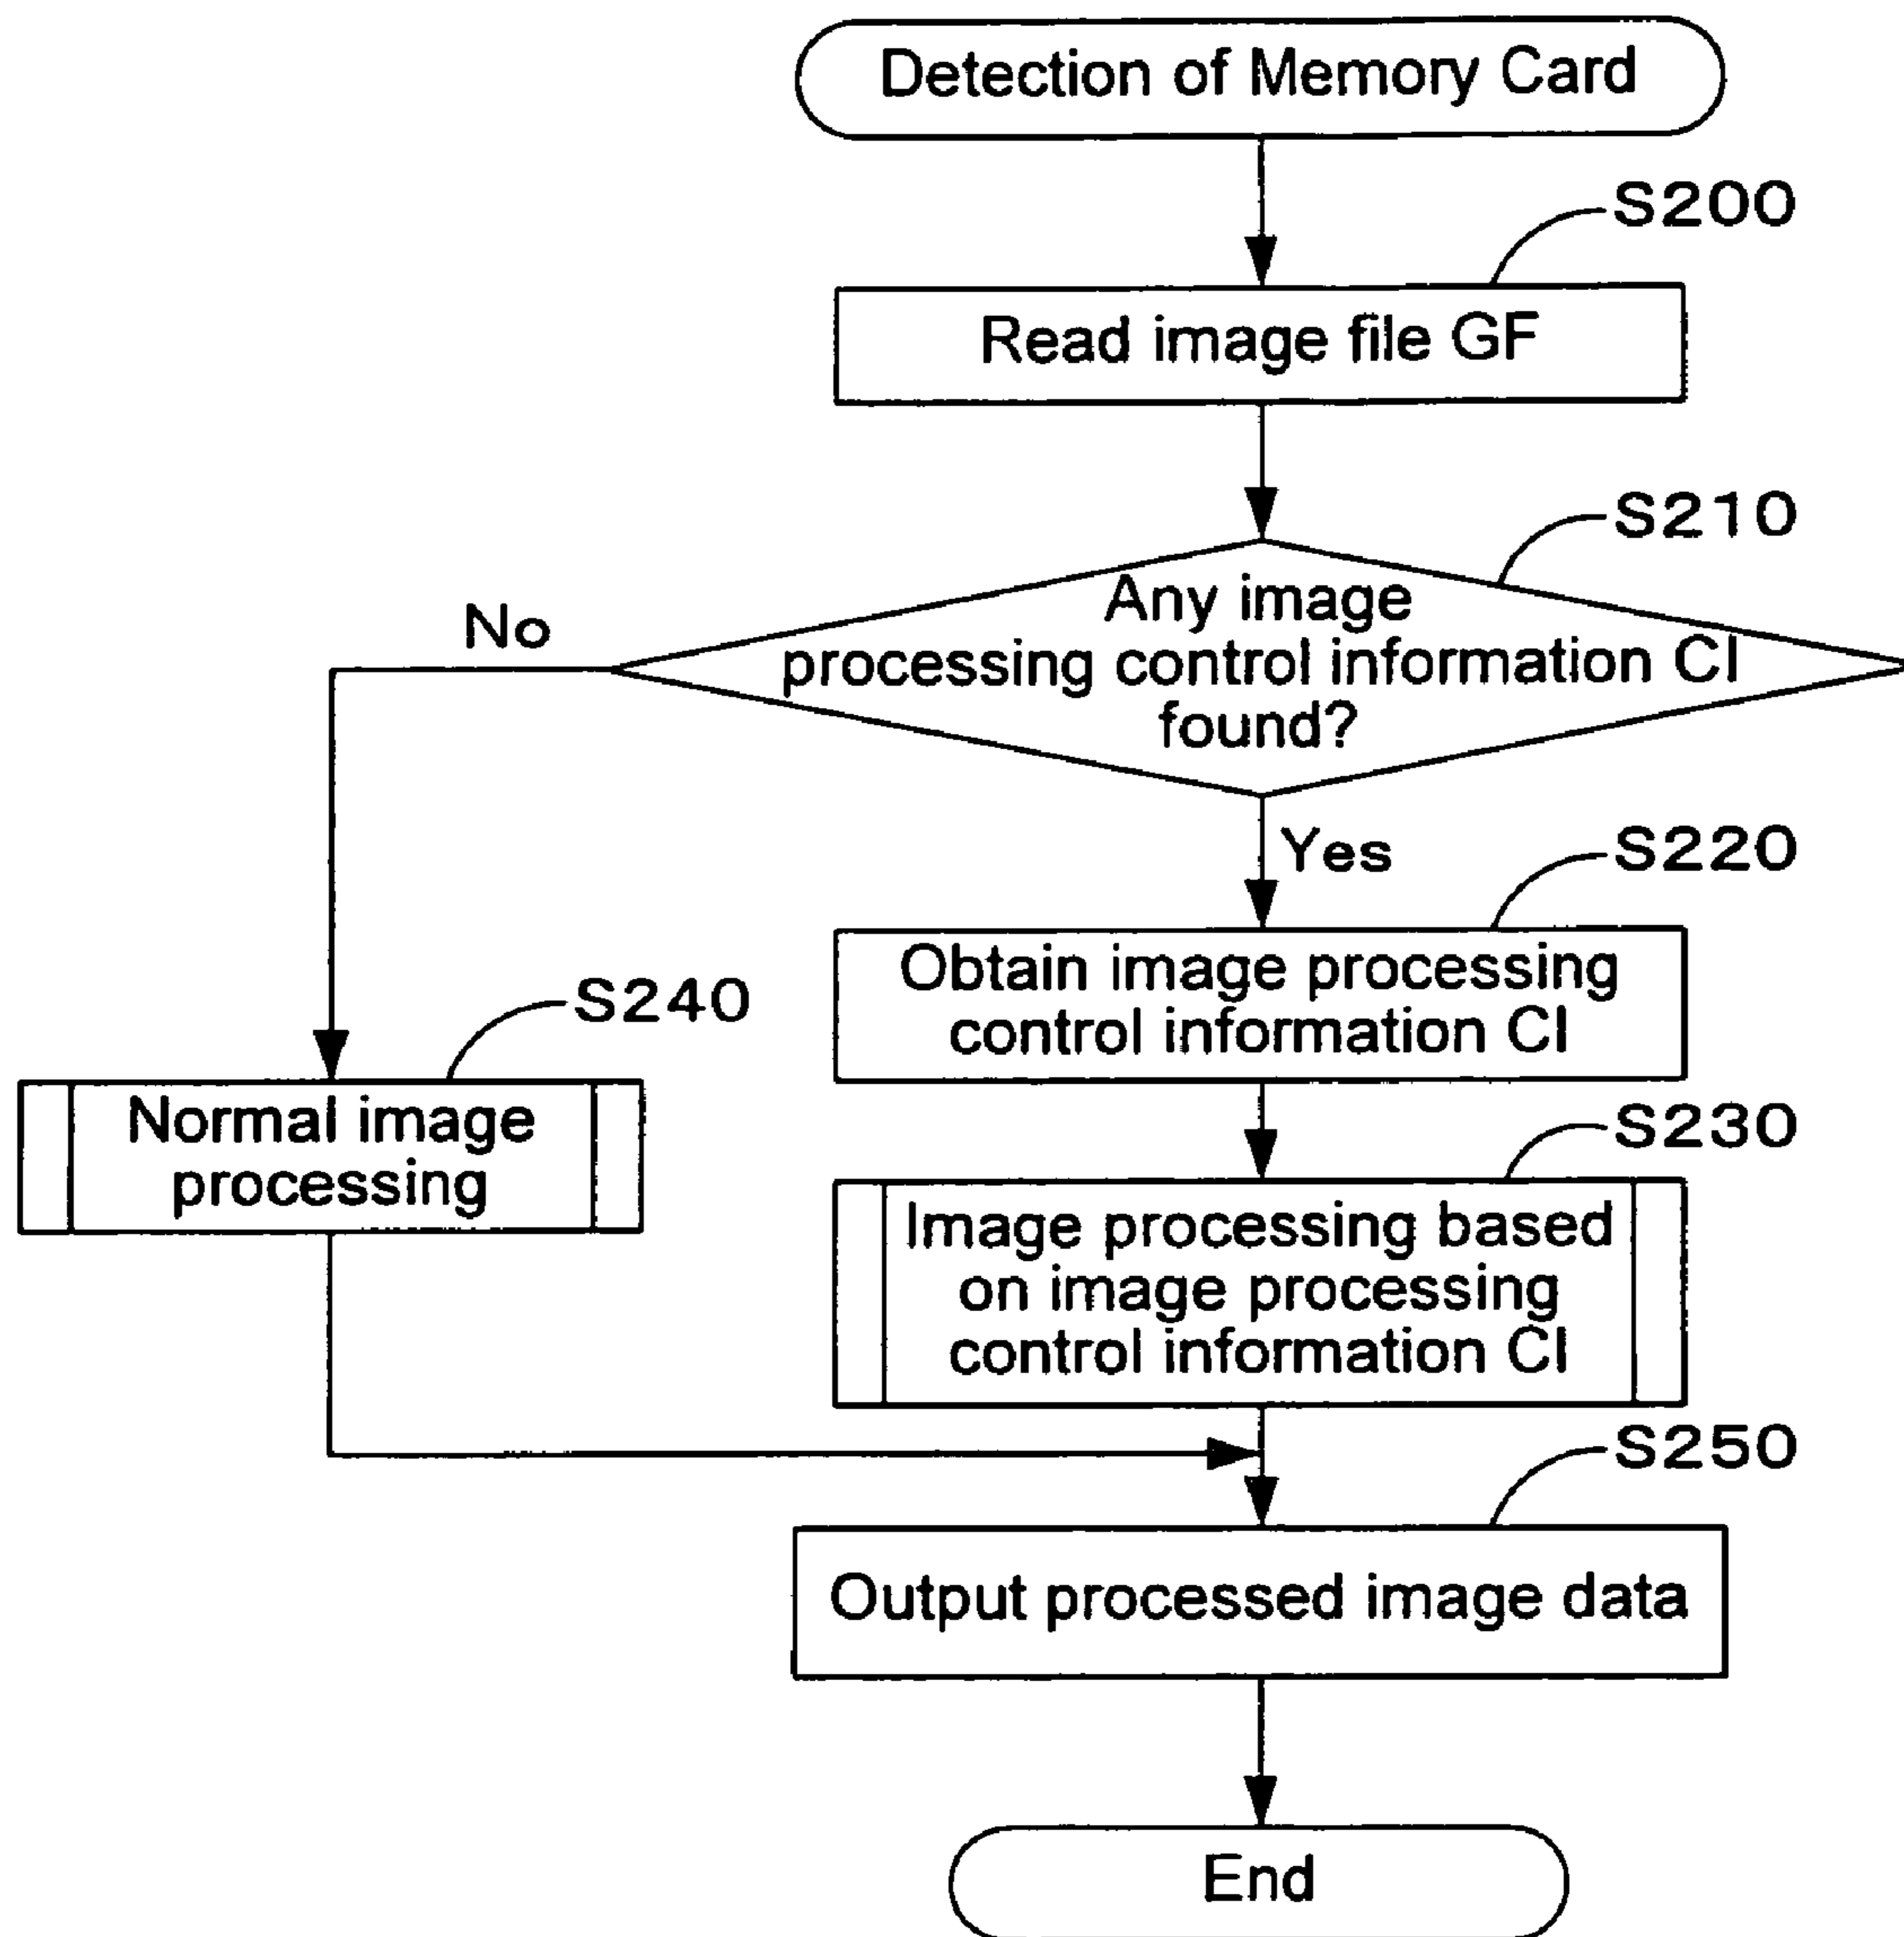 Detection of Memory Card
S200
Read image file GF
S210
Any image
processing control information CI
found?
No
Yes
S220
Obtain image processing
control information CI
S240
Normal image
processing
S230
Image processing based
on image processing
control information CI
S250
Output processed image data
End